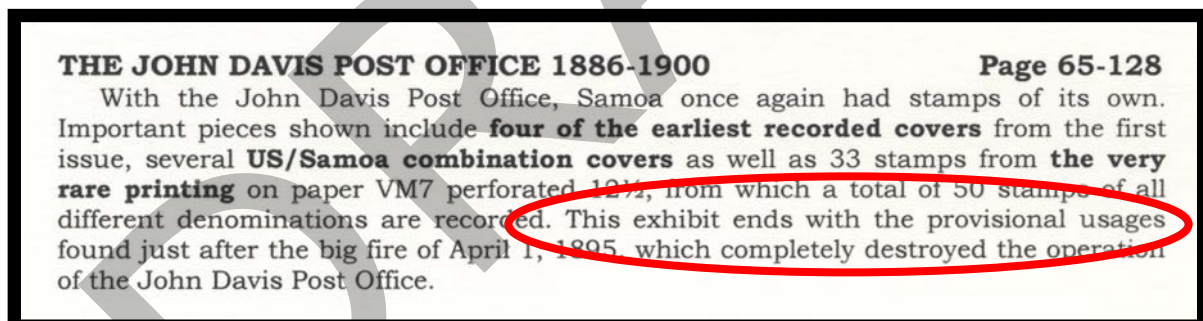 THE JOHN DAVIS POST OFFICE 1886-1900 Page 65-128
With the John Davis Post Office, Samoa once again had stamps of its own.
Important pieces shown include four of the earliest recorded covers from the first
issue, several US/Samoa combination covers as well as 33 stamps from the very
rare printing on paper VM7 perforated 12½, from which a total of 50 stamps of all
different denominations are recorded. This exhibit ends with the provisional usages
found just after the big fire of April 1, 1895, which completely destroyed the operation
of the John Davis Post Office.